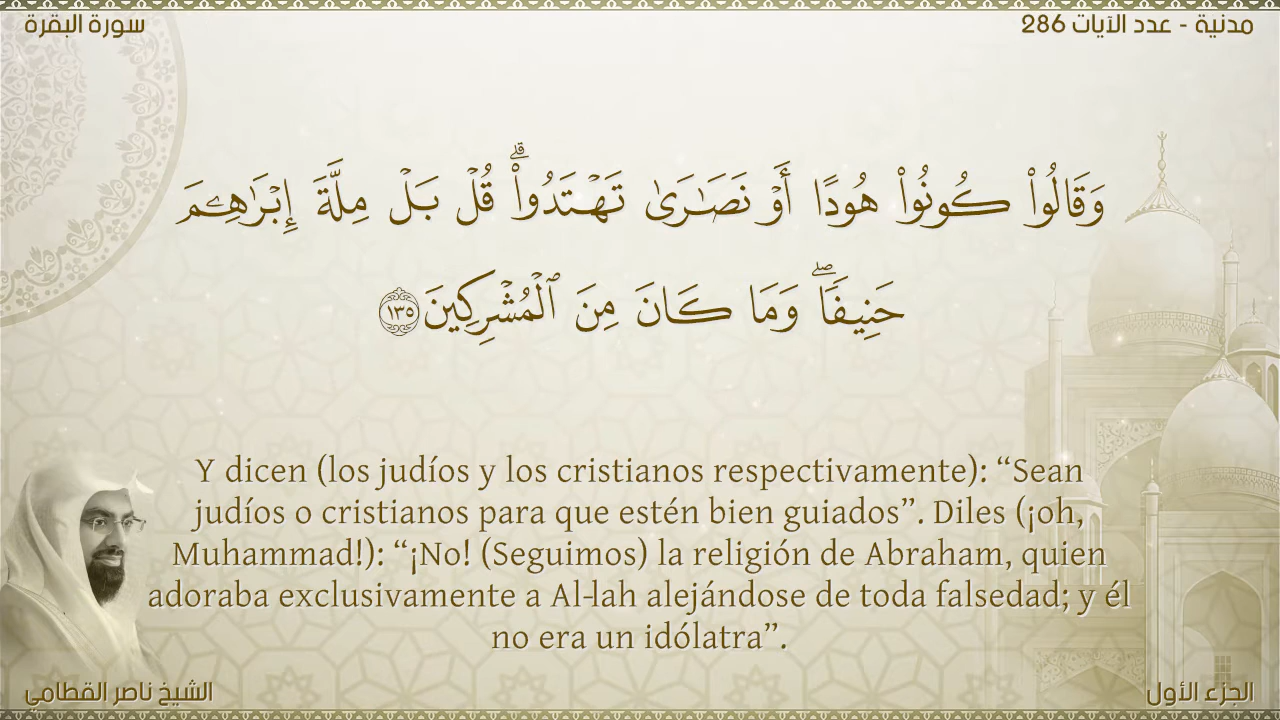 سورة البقرة
مدنية - عدد الآيات 286
وَقَالُوا۟ كُونُوا۟ هُودًا أَوْ نَصَـٰرَىٰ تَهْتَدُوا۟ ۗ قُلْ بَلْ مِلَّةَ إِبْرَٰهِـۧمَ
حَنِيفًا ۖ وَمَا كَانَ مِنَ ٱلْمُشْرِكِينَ ١٣٥
Y dicen (los judíos y los cristianos respectivamente): “Sean
judíos o cristianos para que estén bien guiados”. Diles (¡oh,
Muhammad!): “¡No! (Seguimos) la religión de Abraham, quien
adoraba exclusivamente a Al-lah alejándose de toda falsedad; y él
no era un idólatra”.
الشيخ ناصر القطامي
الجزء الأول